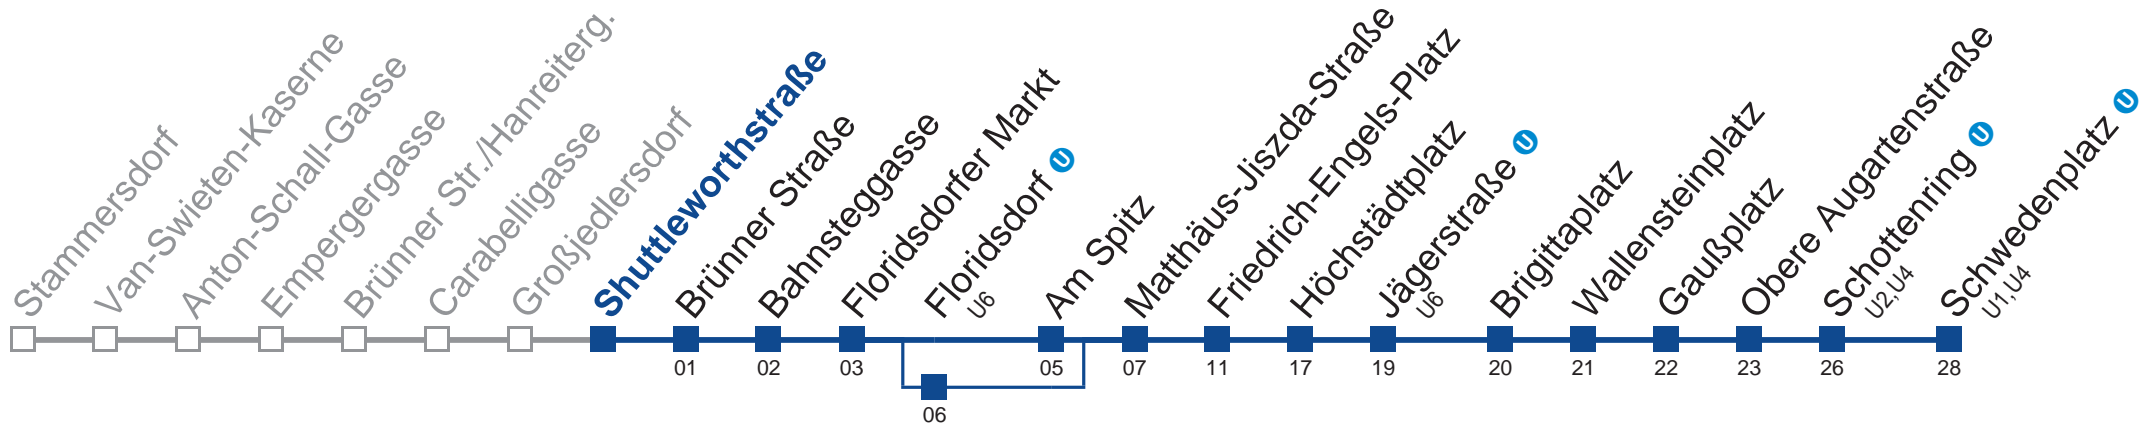 Stammersdorf
Van-Swieten-Kaserne
Anton-Schall-Gasse
Empergergasse
Brünner Str./Hanreiterg.
Carabelligasse
Großjedlersdorf
Shuttleworthstraße
Brünner Straße
Bahnsteggasse
Floridsdorfer Markt
Floridsdorf U
U6
Am Spitz
Matthäus-Jiszda-Straße
Friedrich-Engels-Platz
Höchstädtplatz
Jägerstraße U
U6
Brigittaplatz
Wallensteinplatz
Gaußplatz
Obere Augartenstraße
Schottenring U
U2,U4
Schwedenplatz U
U1,U4
01 02 03 05 07 11 17 19 20 21 22 23 26 28
06